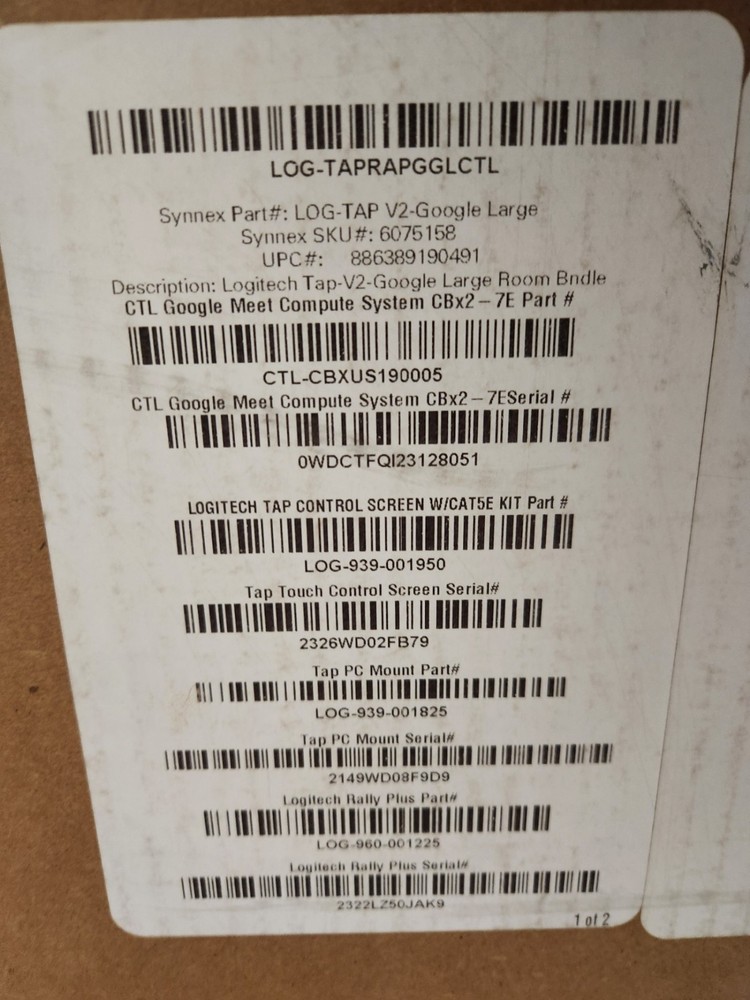 LOG-TAPRAPGGLCTL
Synnex Part#: LOG-TAP V2-Google Large
Synnex SKU#: 6075158
UPC#: 886389190491
Description: Logitech Tap-V2-Google Large Room Bndle
CTL Google Meet Compute System CBx2 – 7E Part #
CTL-CBXUS190005
CTL Google Meet Compute System CBx2 – 7ESerial #
0WDCTFQI23128051
LOGITECH TAP CONTROL SCREEN W/CAT5E KIT Part #
LOG-939-001950
Tap Touch Control Screen Serial#
2326WD02FB79
Tap PC Mount Part#
LOG-939-001825
Tap PC Mount Serial#
2149WD08F9D9
Logitech Rally Plus Part#
LOG-960-001225
Logitech Rally Plus Serial#
2322LZ50JAK9
1 of 2